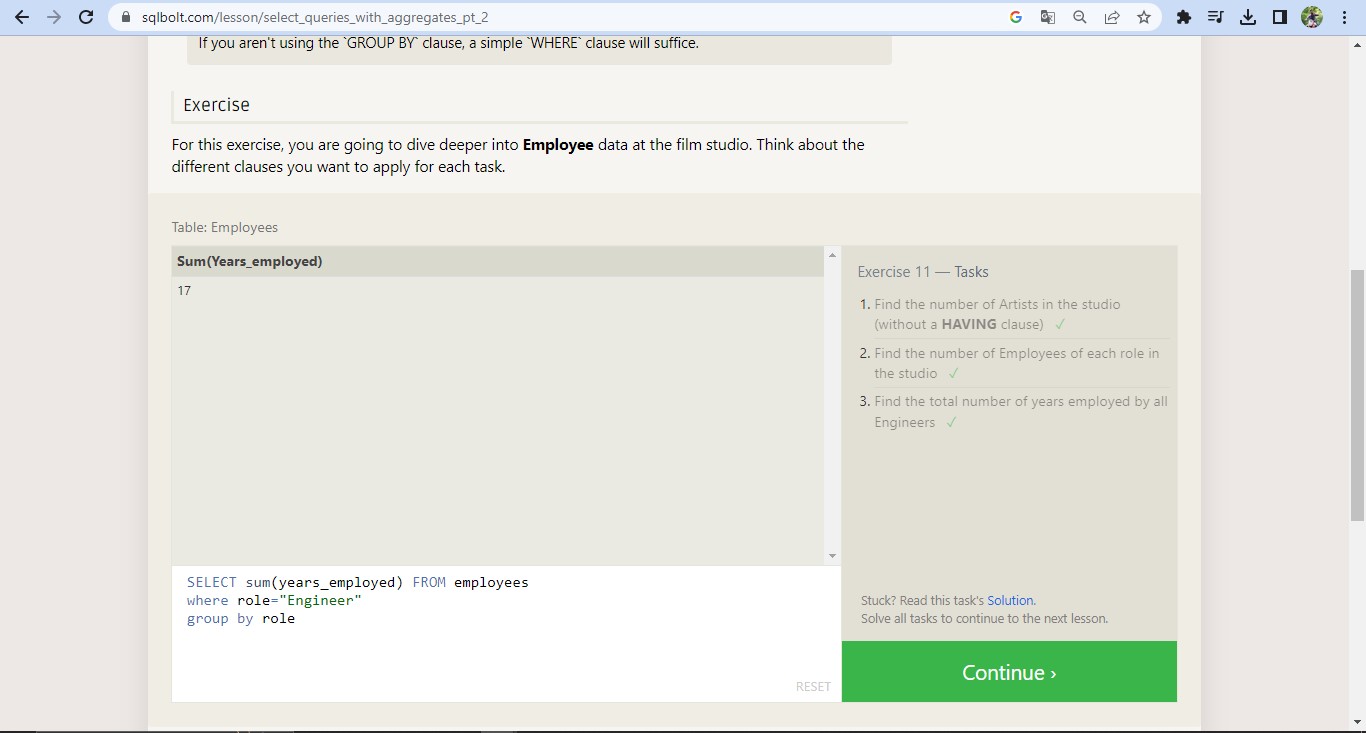 sqlbolt.com/lesson/select_queries_with_aggregates_pt_2
If you aren't using the `GROUP BY` clause, a simple `WHERE` clause will suffice.
Exercise
For this exercise, you are going to dive deeper into Employee data at the film studio. Think about the
different clauses you want to apply for each task.
Table: Employees
Sum(Years_employed)
17
SELECT sum(years_employed) FROM employees
where role="Engineer"
group by role
RESET
Exercise 11 — Tasks
1. Find the number of Artists in the studio
(without a HAVING clause) ✓
2. Find the number of Employees of each role in
the studio ✓
3. Find the total number of years employed by all
Engineers ✓
Stuck? Read this task's Solution.
Solve all tasks to continue to the next lesson.
Continue ›